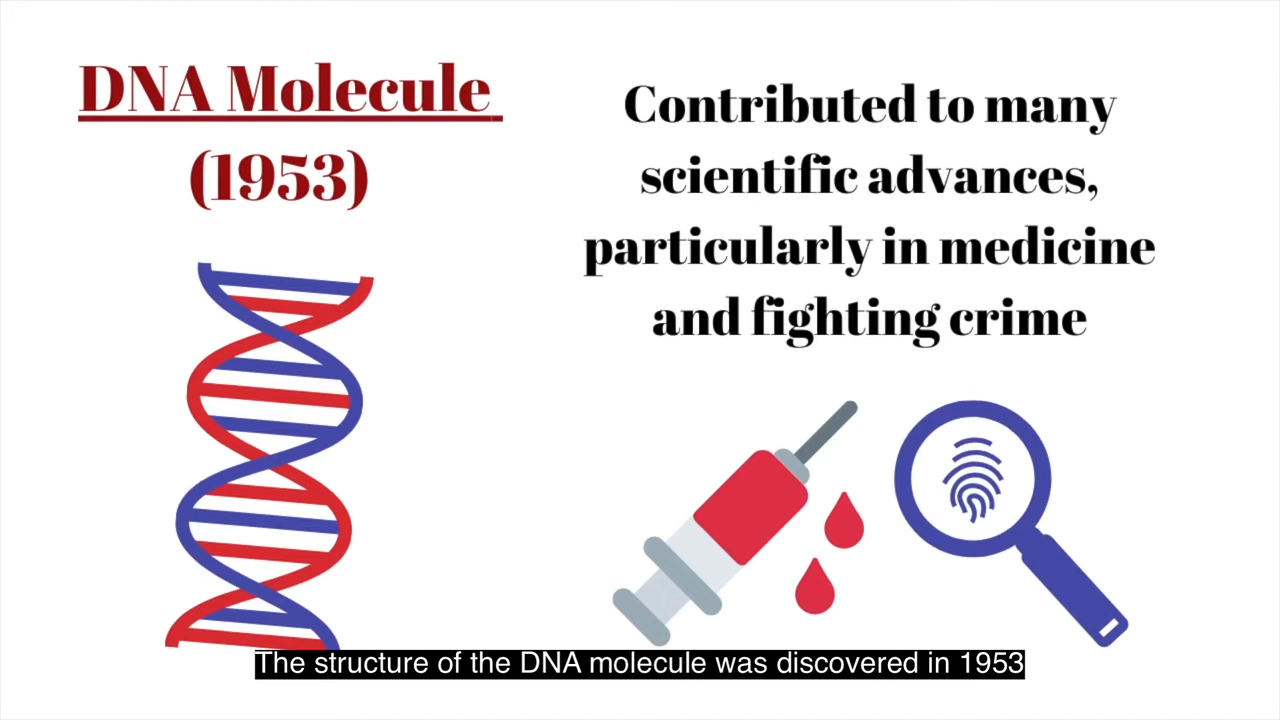 DNA Molecule
(1953)
Contributed to many
scientific advances,
particularly in medicine
and fighting crime
The structure of the DNA molecule was discovered in 1953